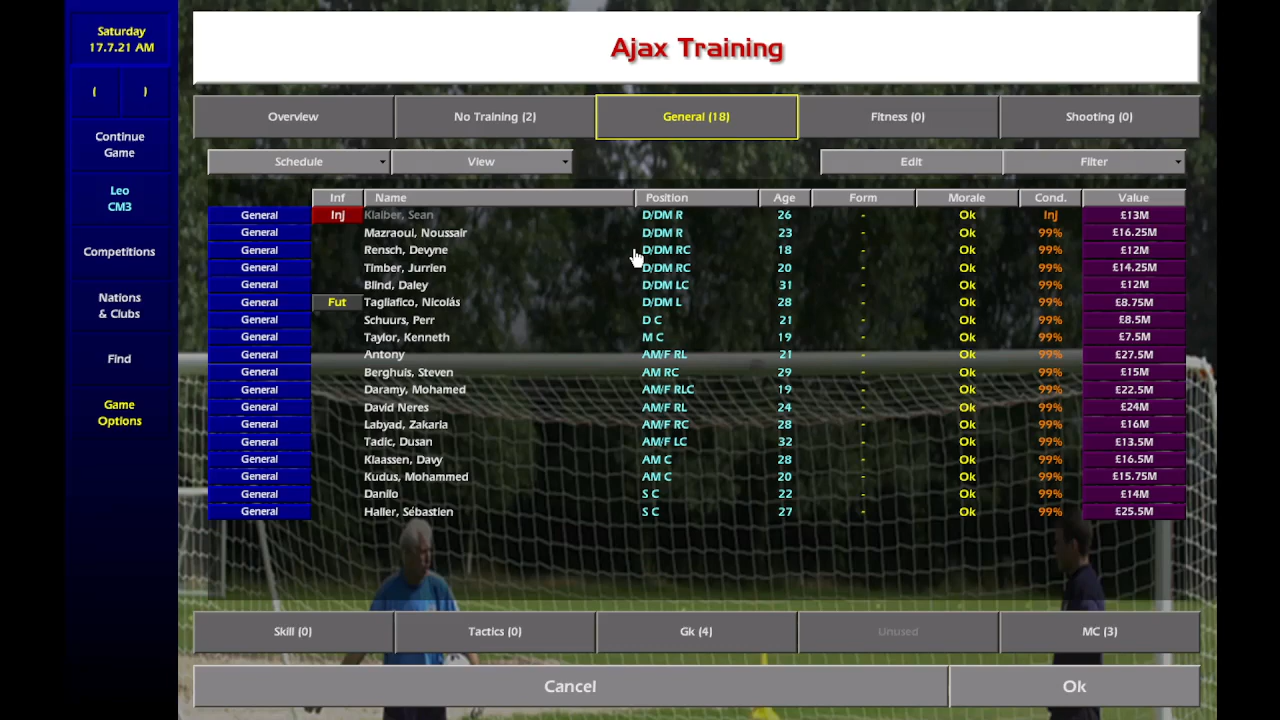 Saturday
17.7.21 AM
Ajax Training
( )
Overview No Training (2) General (18) Fitness (0) Shooting (0)
Continue
Game
Schedule View Edit Filter
Leo
CM3
Inf Name Position Age Form Morale Cond. Value
General Inj Klaiber, Sean D/DM R 26 - Ok Inj £13M
General Mazraoui, Noussair D/DM R 23 - Ok 99% £16.25M
General Rensch, Devyne D/DM RC 18 - Ok 99% £12M
Competitions
General Timber, Jurrien D/DM RC 20 - Ok 99% £14.25M
General Blind, Daley D/DM LC 31 - Ok 99% £12M
Nations
& Clubs
General Fut Tagliafico, Nicolás D/DM L 28 - Ok 99% £8.75M
General Schuurs, Perr D C 21 - Ok 99% £8.5M
General Taylor, Kenneth M C 19 - Ok 99% £7.5M
Find
General Antony AM/F RL 21 - Ok 99% £27.5M
General Berghuis, Steven AM RC 29 - Ok 99% £15M
General Daramy, Mohamed AM/F RLC 19 - Ok 99% £22.5M
Game
Options
General David Neres AM/F RL 24 - Ok 99% £24M
General Labyad, Zakaria AM/F RC 28 - Ok 99% £16M
General Tadic, Dusan AM/F LC 32 - Ok 99% £13.5M
General Klaassen, Davy AM C 28 - Ok 99% £16.5M
General Kudus, Mohammed AM C 20 - Ok 99% £15.75M
General Danilo S C 22 - Ok 99% £14M
General Haller, Sébastien S C 27 - Ok 99% £25.5M
Skill (0) Tactics (0) Gk (4) Unused MC (3)
Cancel Ok